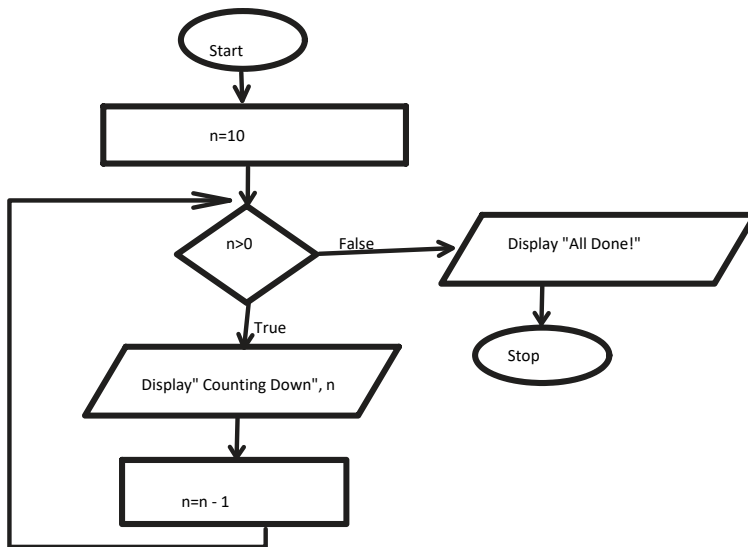 Start
n=10
n>0
False
Display "All Done!"
True
Stop
Display" Counting Down", n
n=n - 1